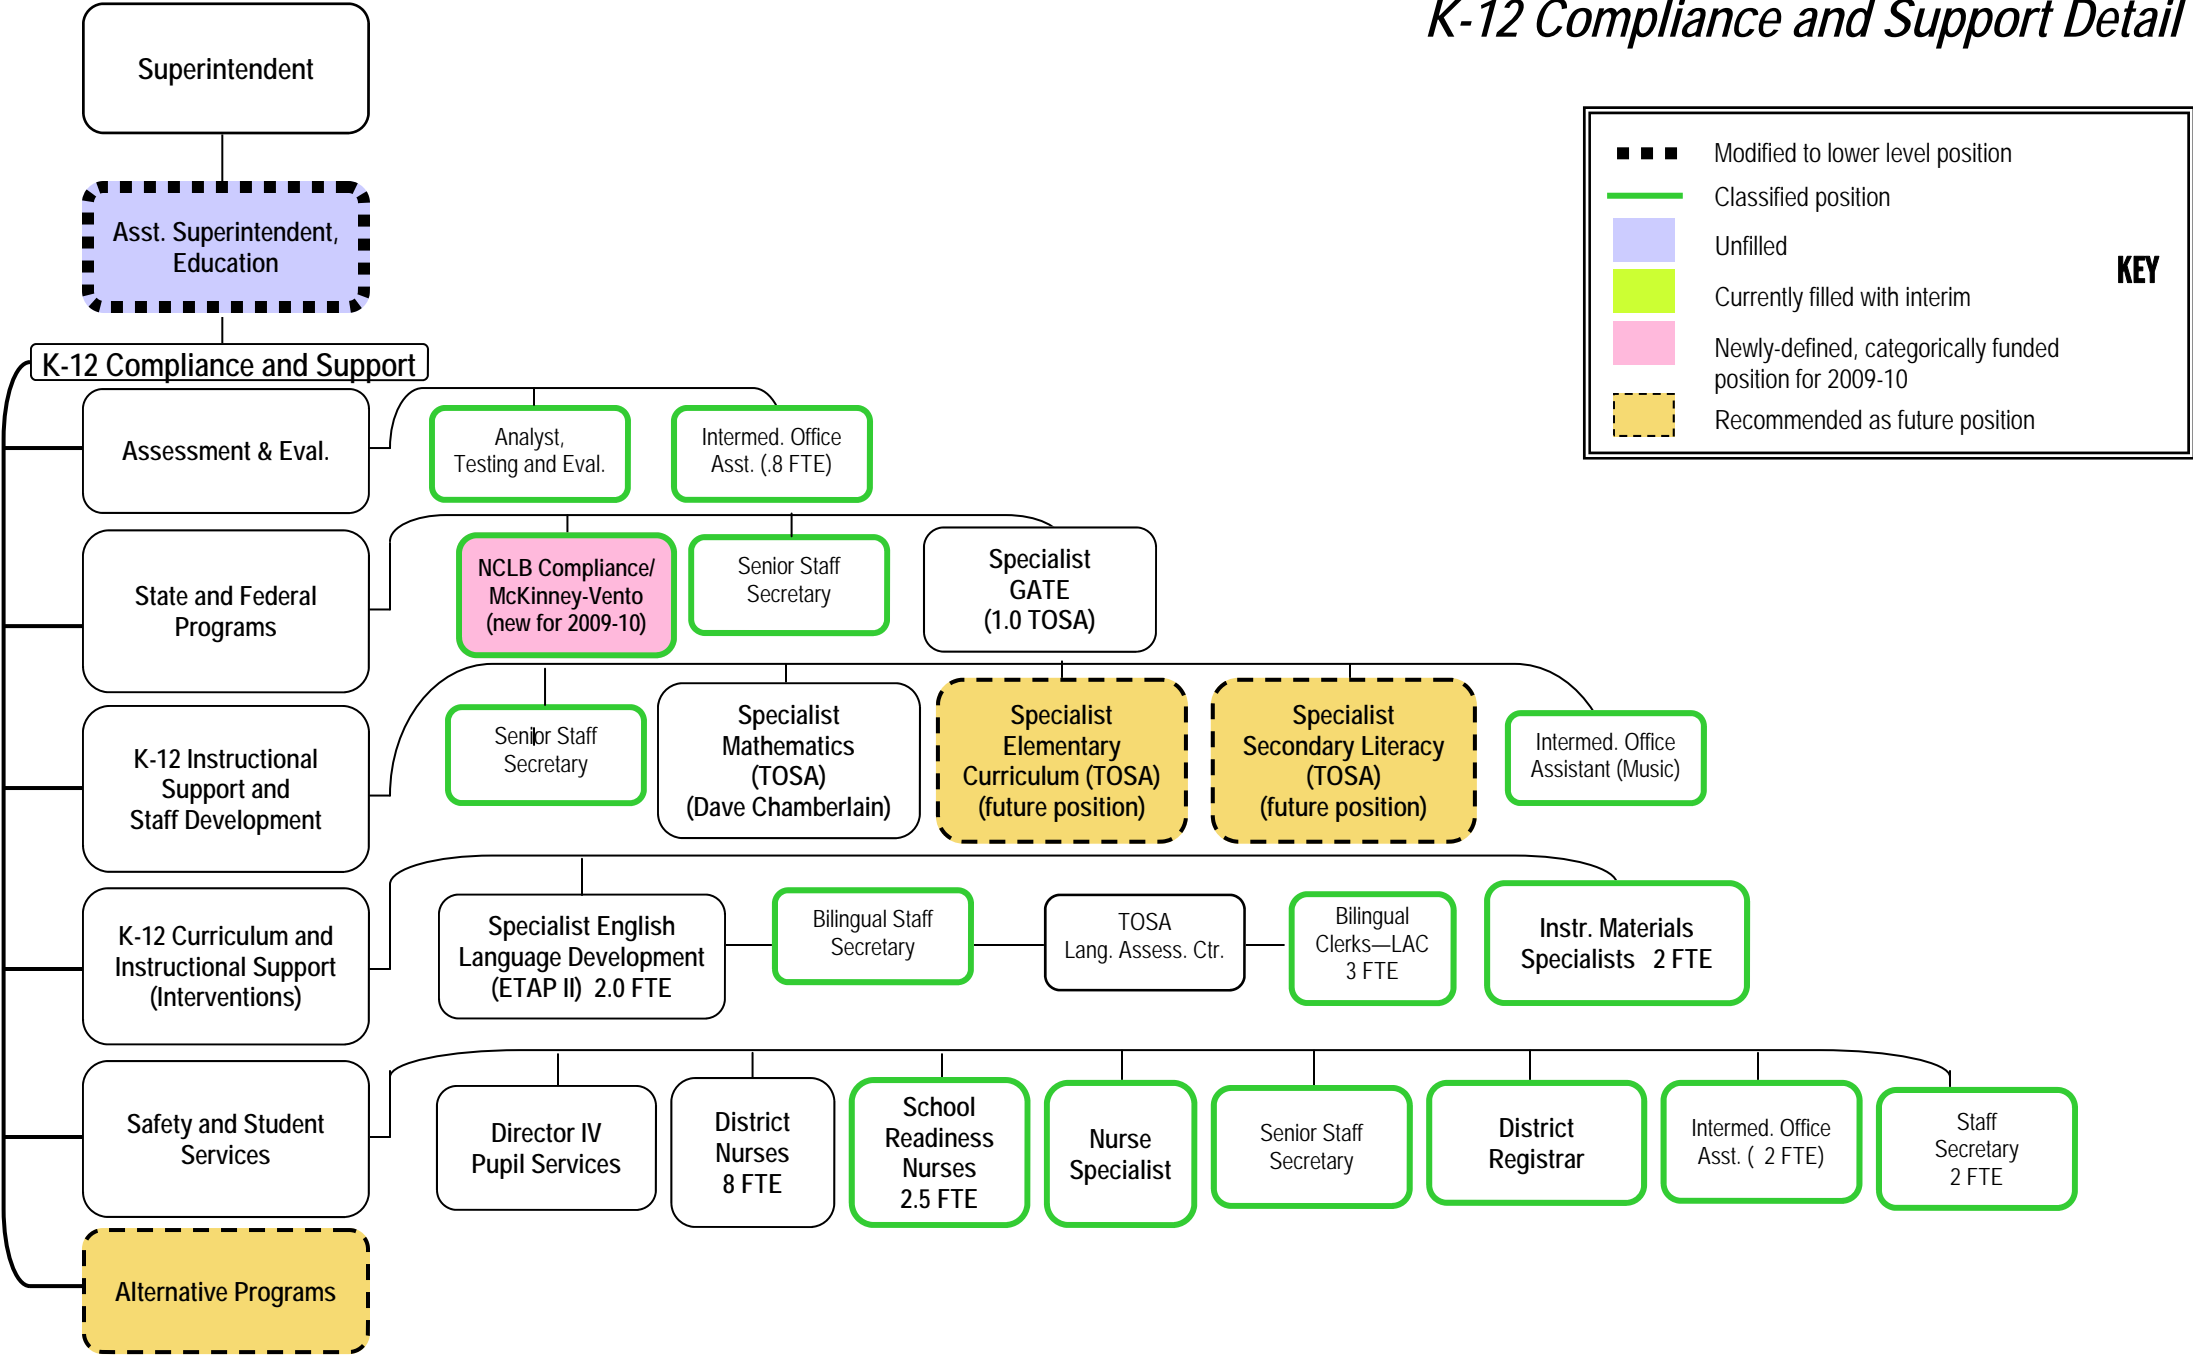 K-12 Compliance and Support Detail
Superintendent
Asst. Superintendent,
Education
K-12 Compliance and Support
Modified to lower level position
Classified position
Unfilled
Currently filled with interim
Newly-defined, categorically funded
position for 2009-10
Recommended as future position
KEY
Assessment & Eval.
Analyst,
Testing and Eval.
Intermed. Office
Asst. (.8 FTE)
State and Federal
Programs
NCLB Compliance/
McKinney-Vento
(new for 2009-10)
Senior Staff
Secretary
Specialist
GATE
(1.0 TOSA)
K-12 Instructional
Support and
Staff Development
Senior Staff
Secretary
Specialist
Mathematics
(TOSA)
(Dave Chamberlain)
Specialist
Elementary
Curriculum (TOSA)
(future position)
Specialist
Secondary Literacy
(TOSA)
(future position)
Intermed. Office
Assistant (Music)
K-12 Curriculum and
Instructional Support
(Interventions)
Specialist English
Language Development
(ETAP II) 2.0 FTE
Bilingual Staff
Secretary
TOSA
Lang. Assess. Ctr.
Bilingual
Clerks—LAC
3 FTE
Instr. Materials
Specialists 2 FTE
Safety and Student
Services
Director IV
Pupil Services
District
Nurses
8 FTE
School
Readiness
Nurses
2.5 FTE
Nurse
Specialist
Senior Staff
Secretary
District
Registrar
Intermed. Office
Asst. ( 2 FTE)
Staff
Secretary
2 FTE
Alternative Programs